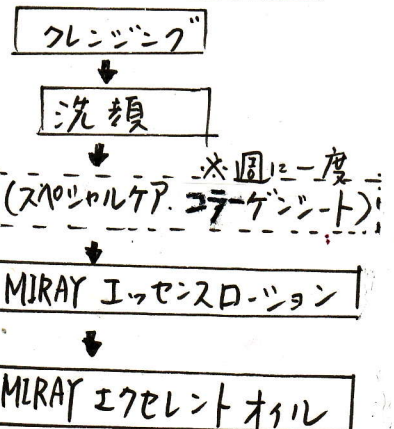 クレンジング
洗顔
※週に一度
(スペシャルケア.コラーゲンシート)
MIRAY エッセンスローション
MIRAY エクセレントオイル